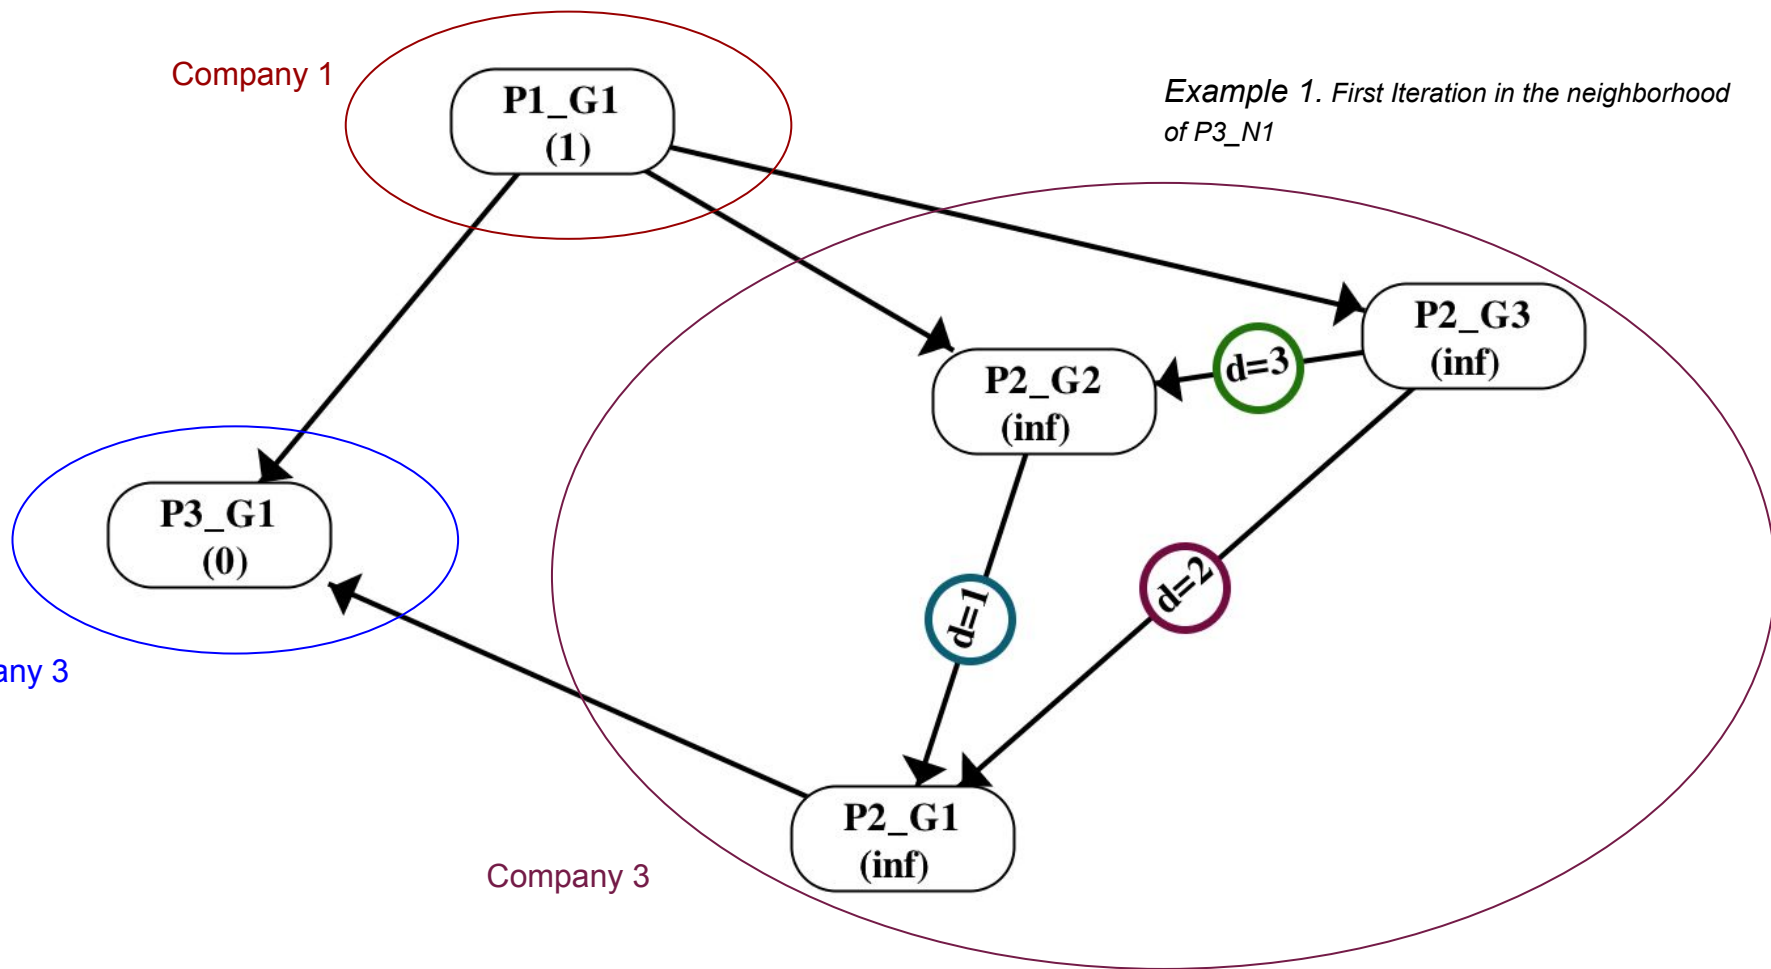 Company 1
P1_G1
(1)
Example 1. First Iteration in the neighborhood
of P3_N1
P2_G3
(inf)
d=3
P2_G2
(inf)
P3_G1
(0)
d=2
d=1
any 3
P2_G1
(inf)
Company 3